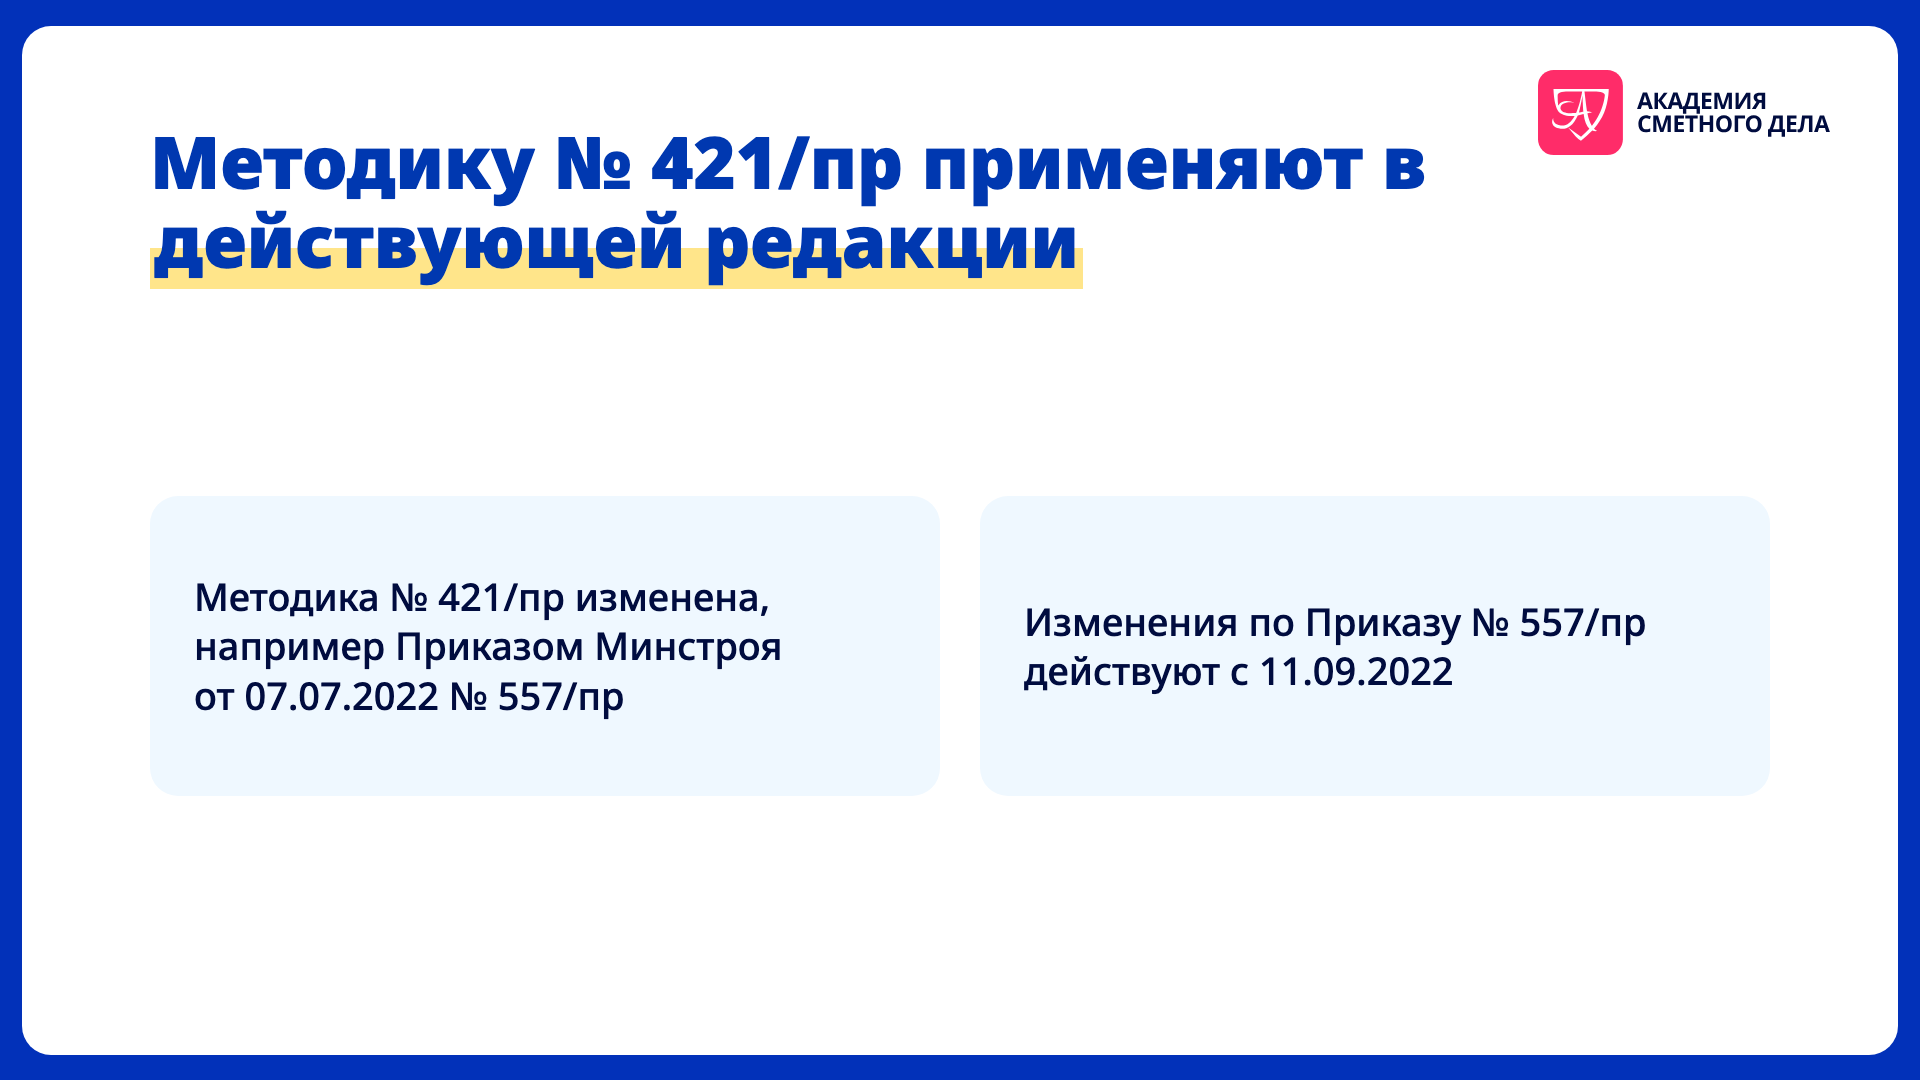 АКАДЕМИЯ
СМЕТНОГО ДЕЛА
Методику № 421/пр применяют в
действующей редакции
Методика № 421/пр изменена,
например Приказом Минстроя
от 07.07.2022 № 557/пр
Изменения по Приказу № 557/пр
действуют с 11.09.2022